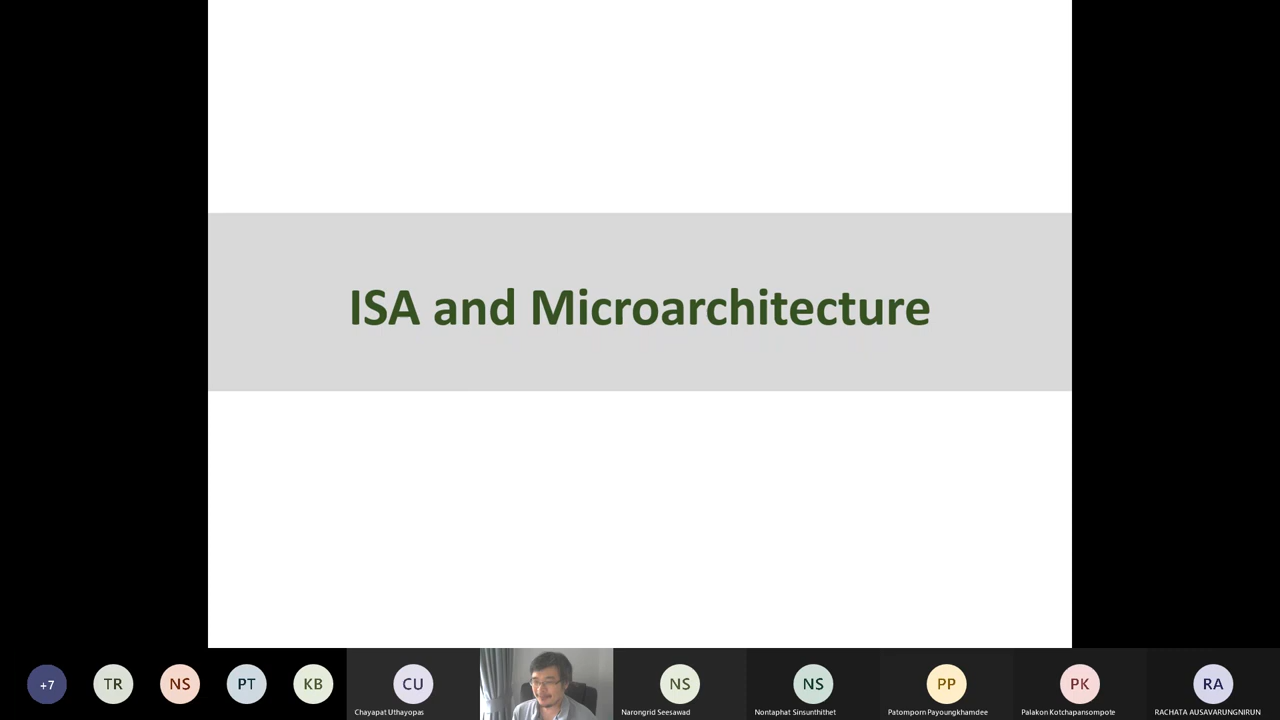 ISA and Microarchitecture
+7
TR
NS
PT
KB
CU
NS
NS
PP
PK
RA
Chayapat Uthayopas
Narongrid Seesawad
Nontaphat Sinsunthithet
Patomporn Payoungkhamdee
Palakon Kotchapansompote
RACHATA AUSAVARUNGNIRUN